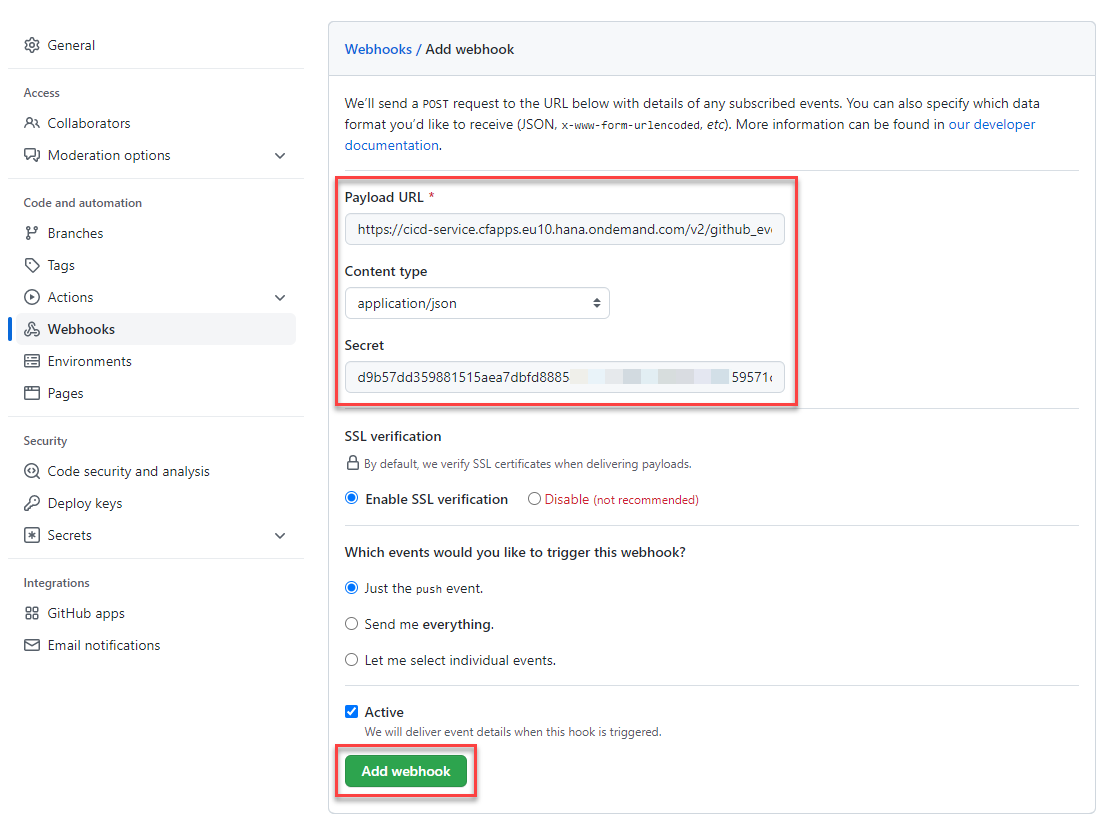 General
Access
Collaborators
Moderation options
Code and automation
Branches
Tags
Actions
Webhooks
Environments
Pages
Security
Code security and analysis
Deploy keys
Secrets
Integrations
GitHub apps
Email notifications
Webhooks / Add webhook
We’ll send a POST request to the URL below with details of any subscribed events. You can also specify which data
format you’d like to receive (JSON, x-www-form-urlencoded, etc). More information can be found in our developer
documentation.
Payload URL *
https://cicd-service.cfapps.eu10.hana.ondemand.com/v2/github_eve
Content type
application/json
Secret
d9b57dd359881515aea7dbfd8885 59571
SSL verification
By default, we verify SSL certificates when delivering payloads.
Enable SSL verification Disable (not recommended)
Which events would you like to trigger this webhook?
Just the push event.
Send me everything.
Let me select individual events.
Active
We will deliver event details when this hook is triggered.
Add webhook